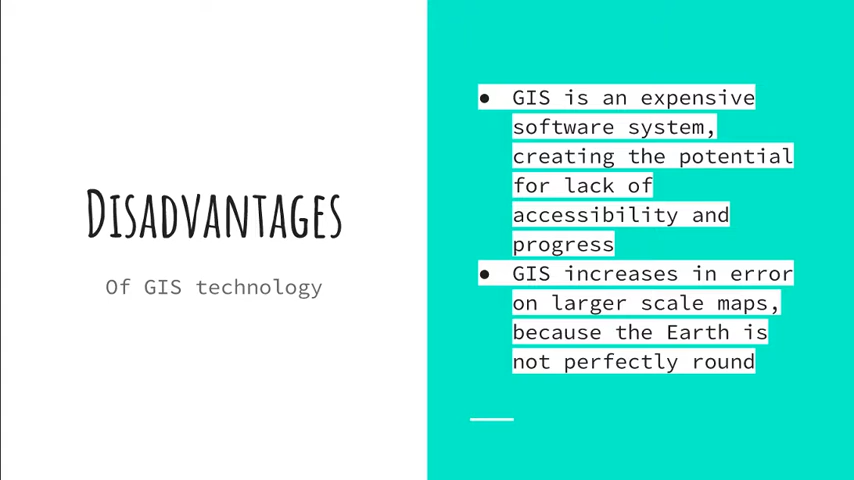 Disadvantages
Of GIS technology
● GIS is an expensive
software system,
creating the potential
for lack of
accessibility and
progress
● GIS increases in error
on larger scale maps,
because the Earth is
not perfectly round